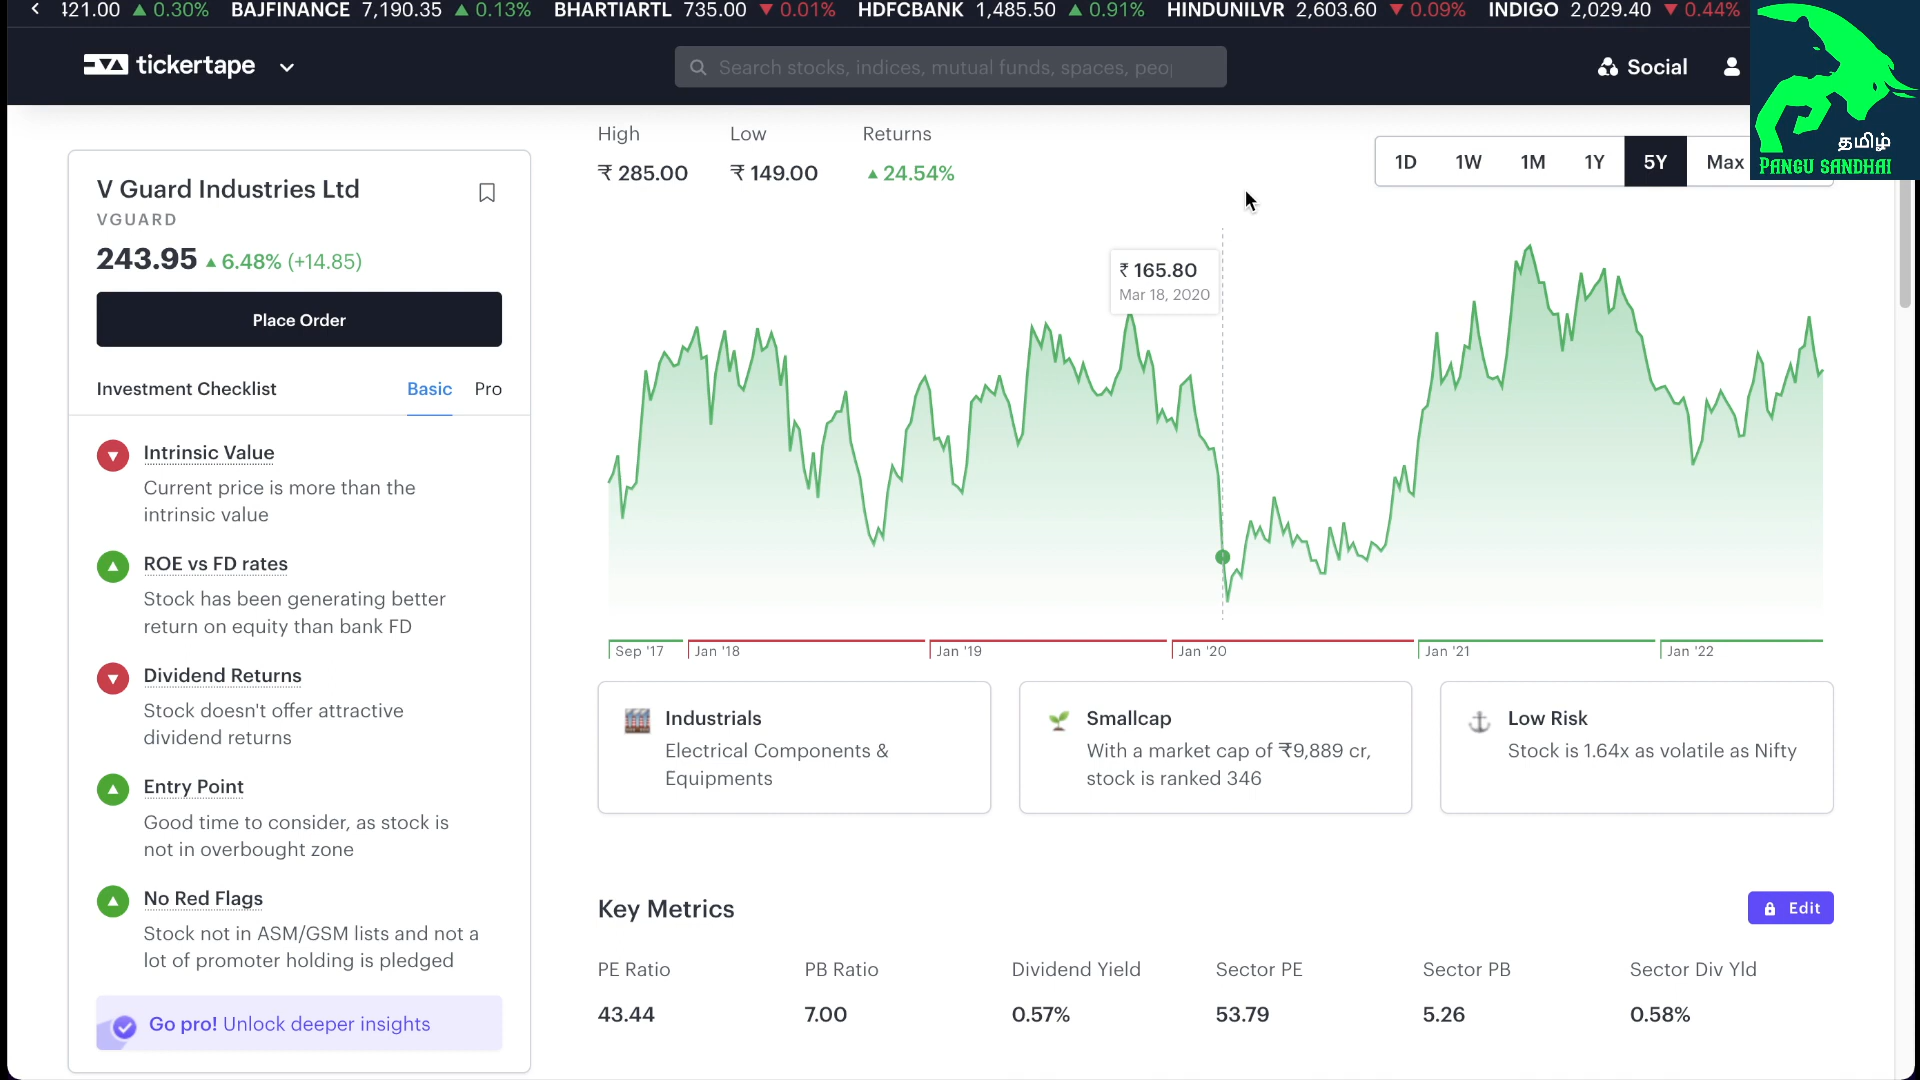 421.00 ▲ 0.30% BAJFINANCE 7,190.35 ▲ 0.13% BHARTIARTL 735.00 ▼ 0.01% HDFCBANK 1,485.50 ▲ 0.91% HINDUNILVR 2,603.60 ▼ 0.09% INDIGO 2,029.40 ▼ 0.44%
tickertape
Search stocks, indices, mutual funds, spaces, peo
Social
தமிழ்
PANGU SANDHAI
V Guard Industries Ltd
VGUARD
243.95 ▲ 6.48% (+14.85)
Place Order
Investment Checklist Basic Pro
Intrinsic Value
Current price is more than the
intrinsic value
ROE vs FD rates
Stock has been generating better
return on equity than bank FD
Dividend Returns
Stock doesn't offer attractive
dividend returns
Entry Point
Good time to consider, as stock is
not in overbought zone
No Red Flags
Stock not in ASM/GSM lists and not a
lot of promoter holding is pledged
Go pro! Unlock deeper insights
High Low Returns
₹ 285.00 ₹ 149.00 ▲ 24.54%
1D 1W 1M 1Y 5Y Max
₹ 165.80
Mar 18, 2020
Sep '17 Jan '18 Jan '19 Jan '20 Jan '21 Jan '22
Industrials
Electrical Components &
Equipments
Smallcap
With a market cap of ₹9,889 cr,
stock is ranked 346
Low Risk
Stock is 1.64x as volatile as Nifty
Key Metrics
Edit
PE Ratio PB Ratio Dividend Yield Sector PE Sector PB Sector Div Yld
43.44 7.00 0.57% 53.79 5.26 0.58%